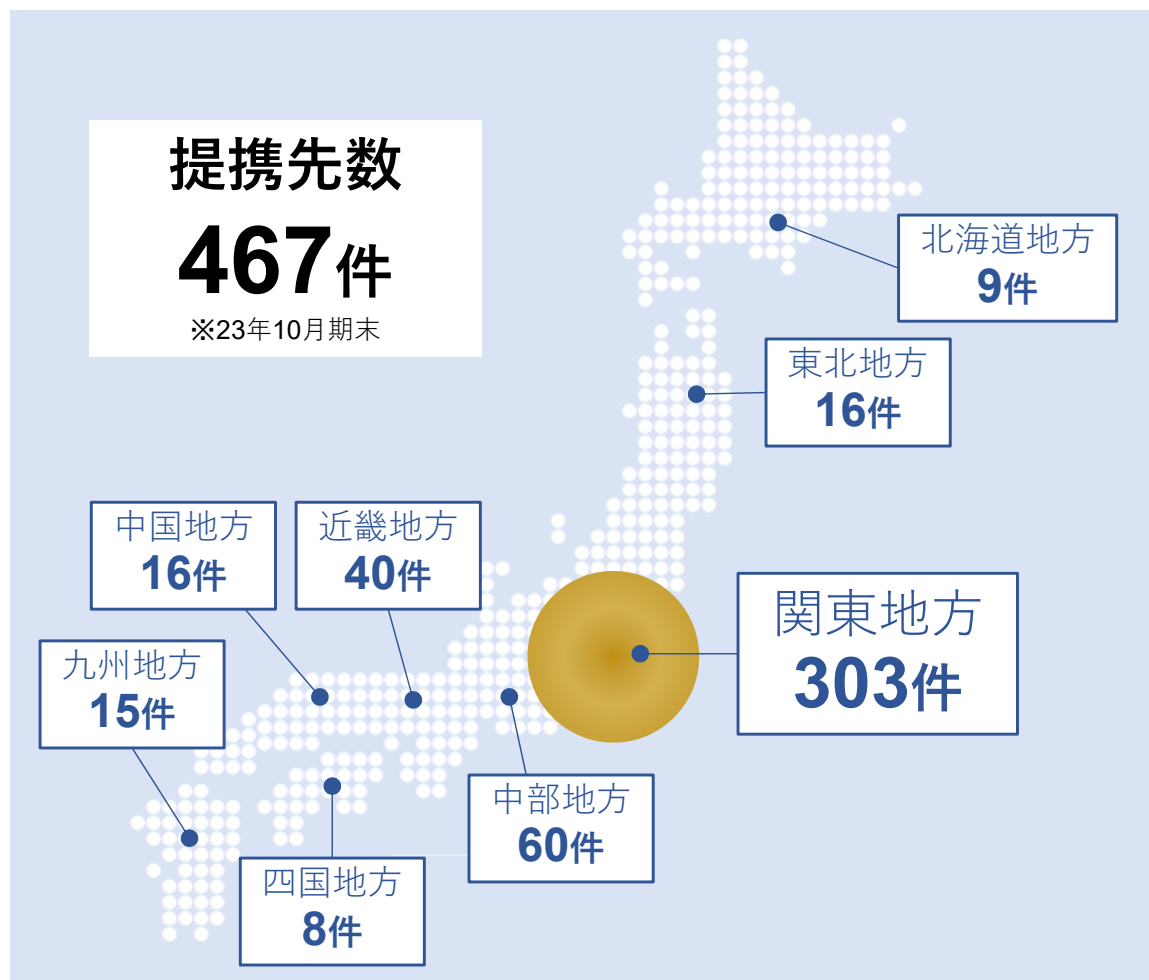 提携先数
467件
※23年10月期末
北海道地方
9件
東北地方
16件
中国地方
16件
近畿地方
40件
関東地方
303件
九州地方
15件
中部地方
60件
四国地方
8件